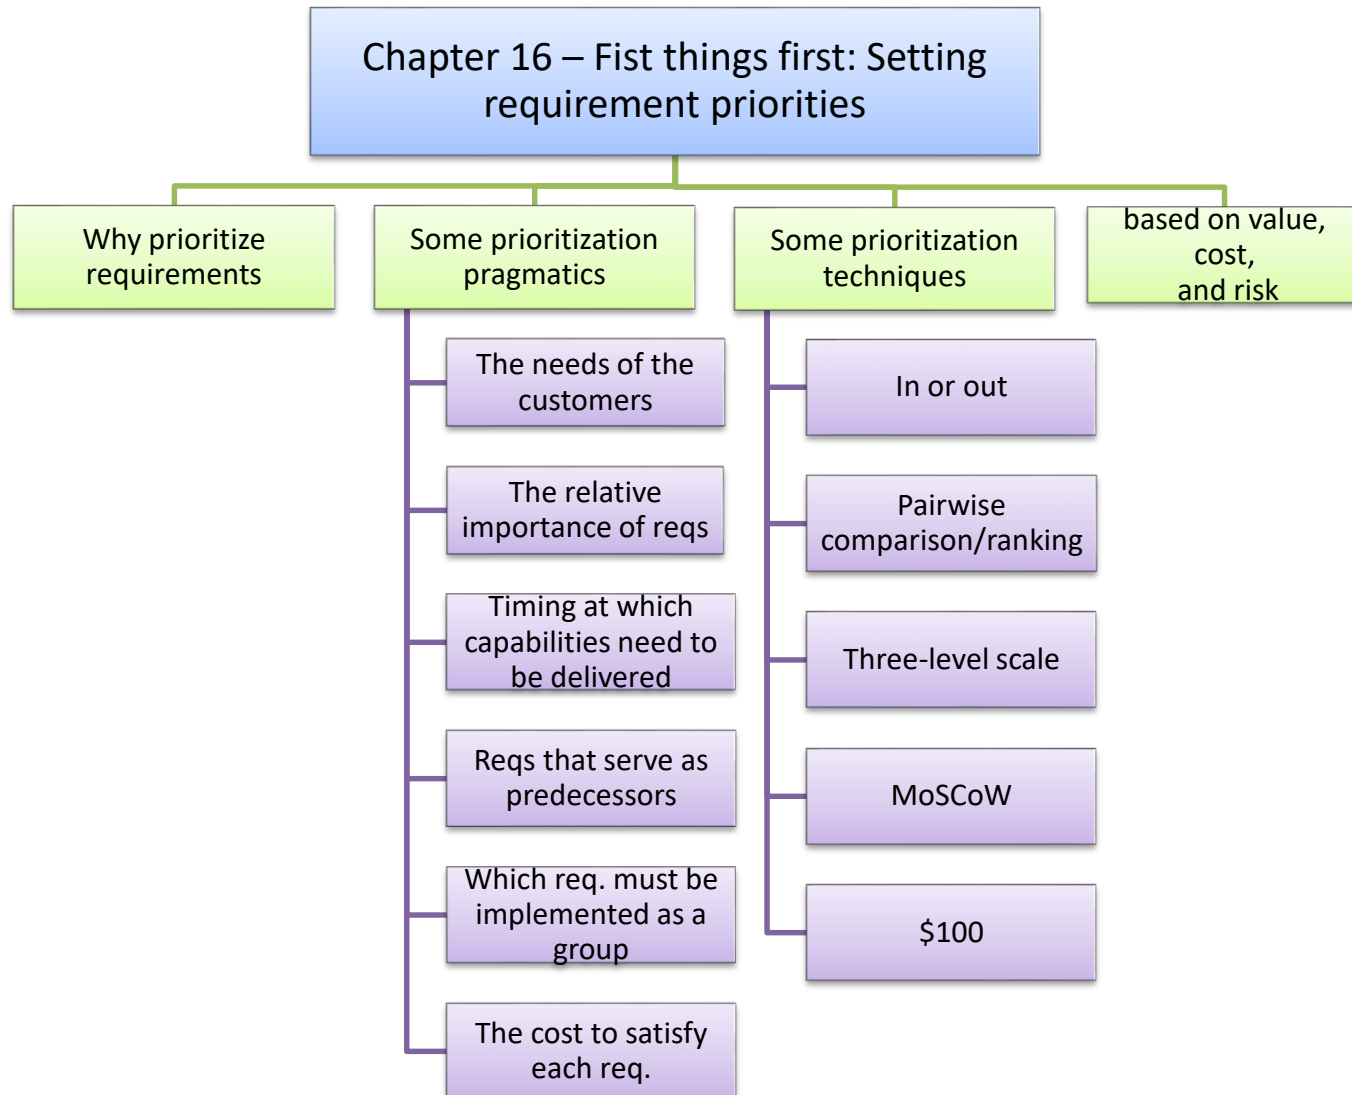 Chapter 16 – Fist things first: Setting
requirement priorities
Why prioritize
requirements
Some prioritization
pragmatics
The needs of the
customers
The relative
importance of reqs
Timing at which
capabilities need to
be delivered
Reqs that serve as
predecessors
Which req. must be
implemented as a
group
The cost to satisfy
each req.
Some prioritization
techniques
In or out
Pairwise
comparison/ranking
Three-level scale
MoSCoW
$100
based on value,
cost,
and risk